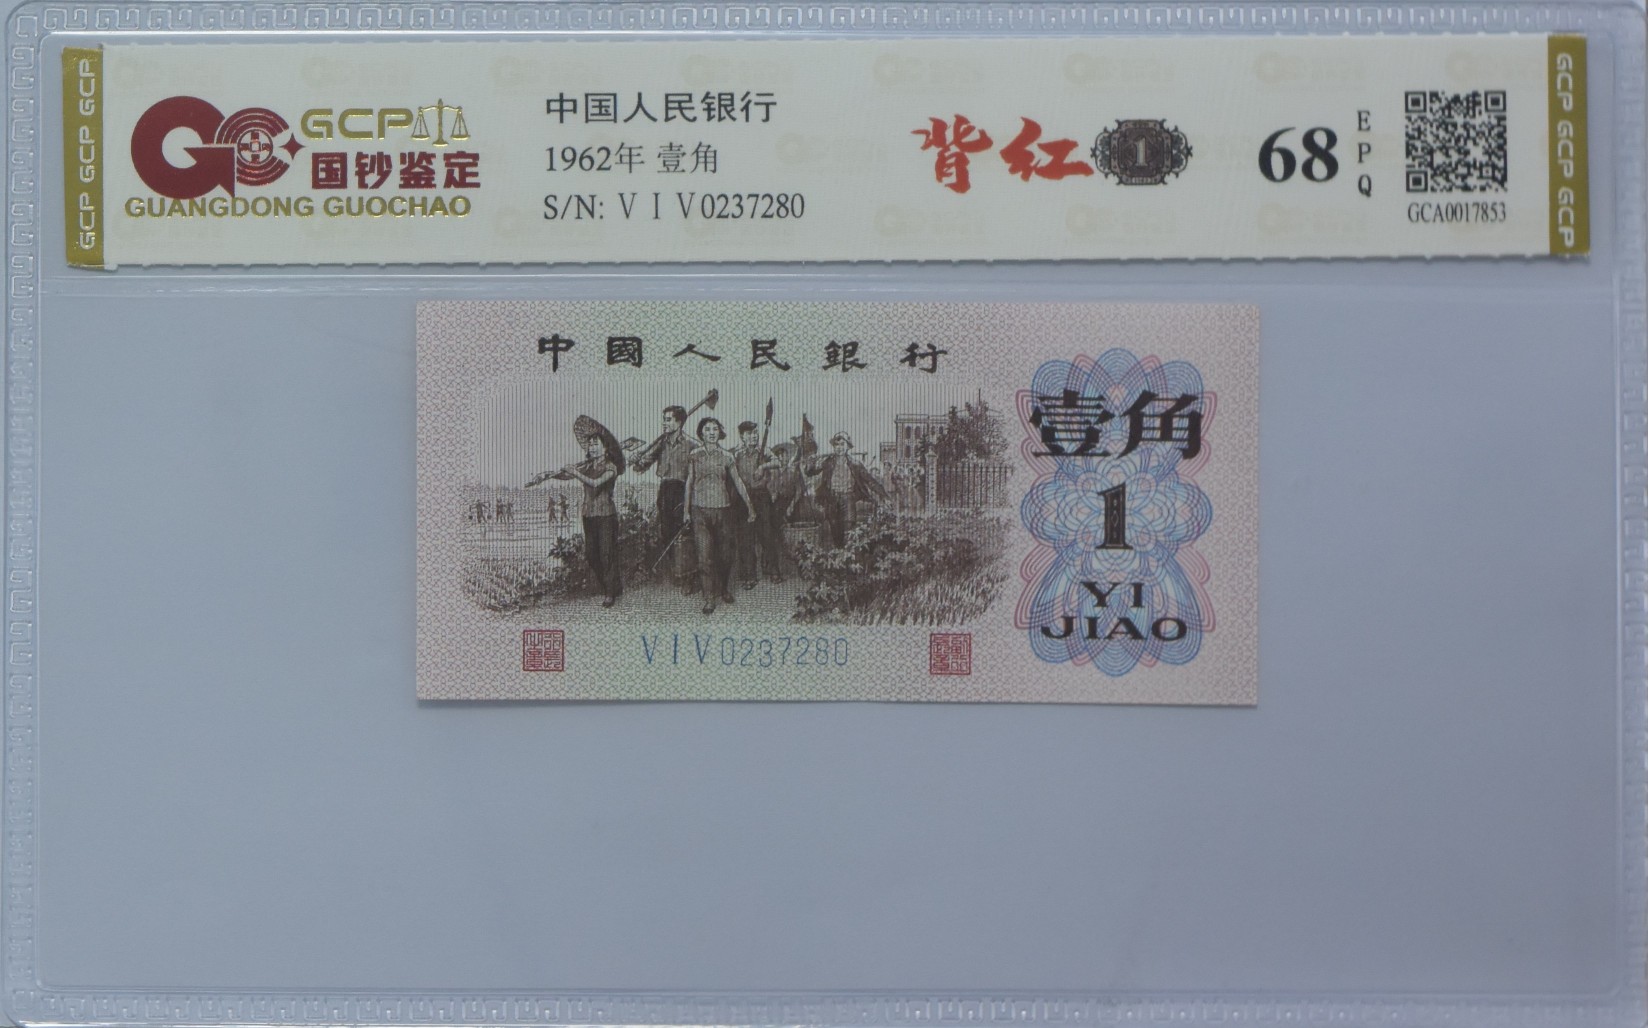 GCP GCP GCP
GCP
国钞鉴定
GUANGDONG GUOCHAO
中国人民银行
1962年 壹角
S/N: V I V0237280
背红
1
68
EPQ
GCA0017853
GCP GCP GCP
中國人民銀行
壹角
1
YI
JIAO
V I V0237280